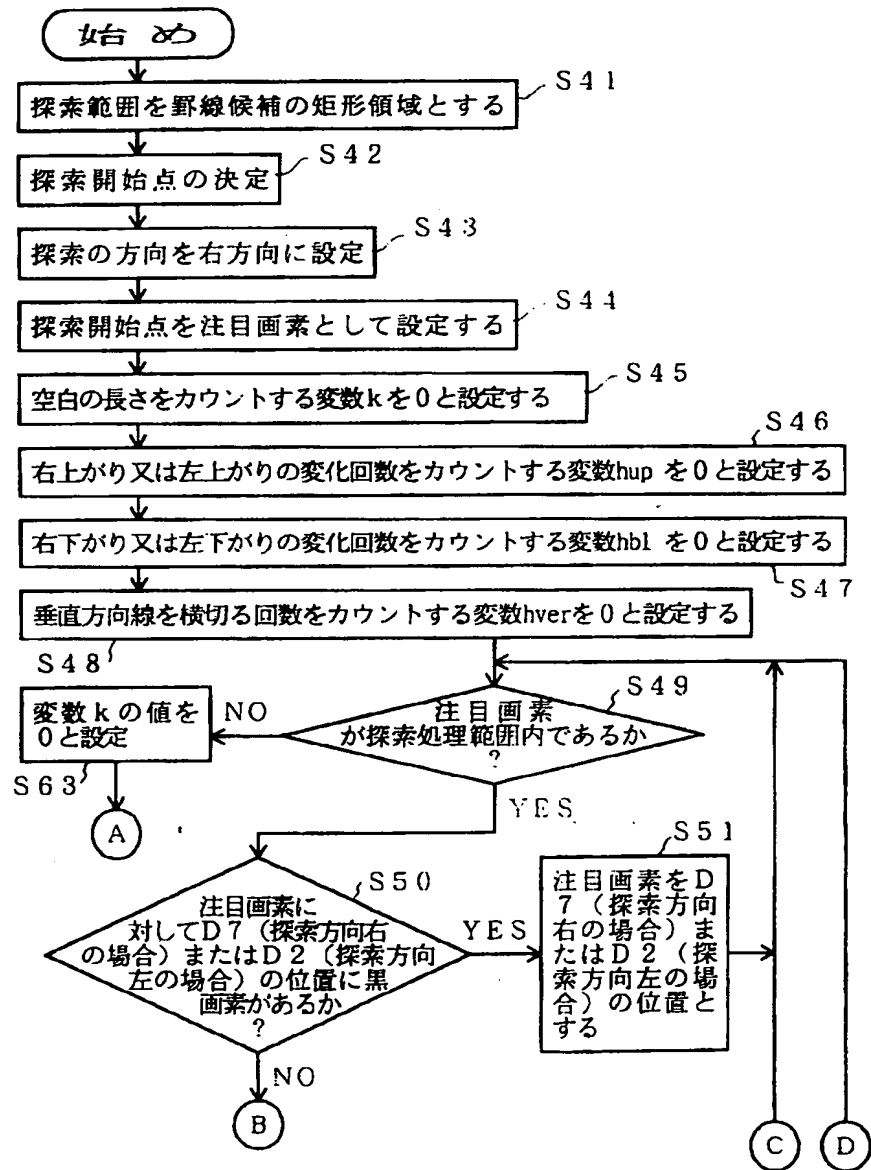 始め
S41
探索範囲を罫線候補の矩形領域とする
S42
探索開始点の決定
S43
探索の方向を右方向に設定
S44
探索開始点を注目画素として設定する
S45
空白の長さをカウントする変数kを0と設定する
S46
右上がり又は左上がりの変化回数をカウントする変数hup を0と設定する
右下がり又は左下がりの変化回数をカウントする変数hbl を0と設定する
S47
垂直方向線を横切る回数をカウントする変数hverを0と設定する
S48
S49
注目画素
が探索処理範囲内であるか
?
NO
変数kの値を
0と設定
S63
A
YES
S50
注目画素に
対してD7(探索方向右
の場合)またはD2(探索方向
左の場合)の位置に黒
画素があるか
?
YES
S51
注目画素をD
7(探索方向
右の場合)ま
たはD2(探
索方向左の場
合)の位置と
する
NO
B
C
D